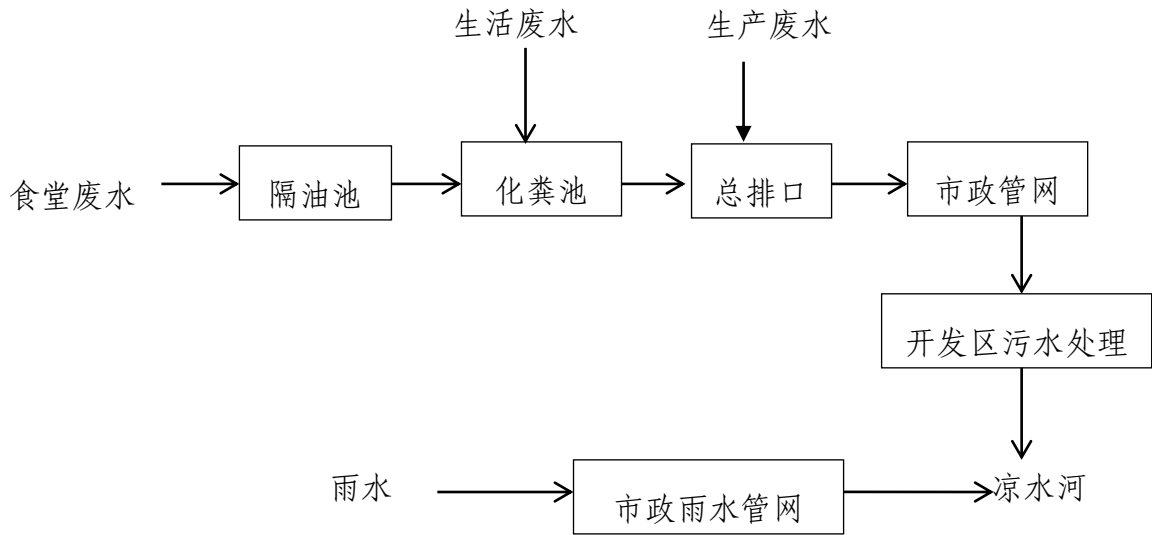 生活废水
生产废水
食堂废水
隔油池
化粪池
总排口
市政管网
开发区污水处理
雨水
市政雨水管网
凉水河